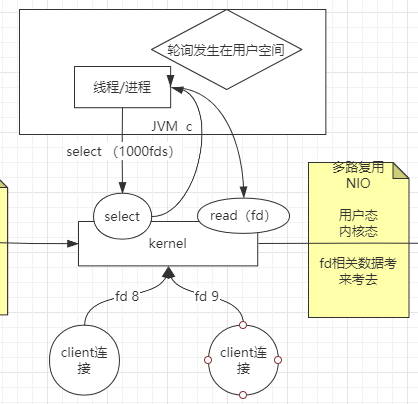 轮询发生在用户空间
线程/进程
JVM c
select （1000fds）
select
read（fd）
kernel
多路复用
NIO
用户态
内核态
fd相关数据考
来考去
fd 8
fd 9
client连
接
client连
接